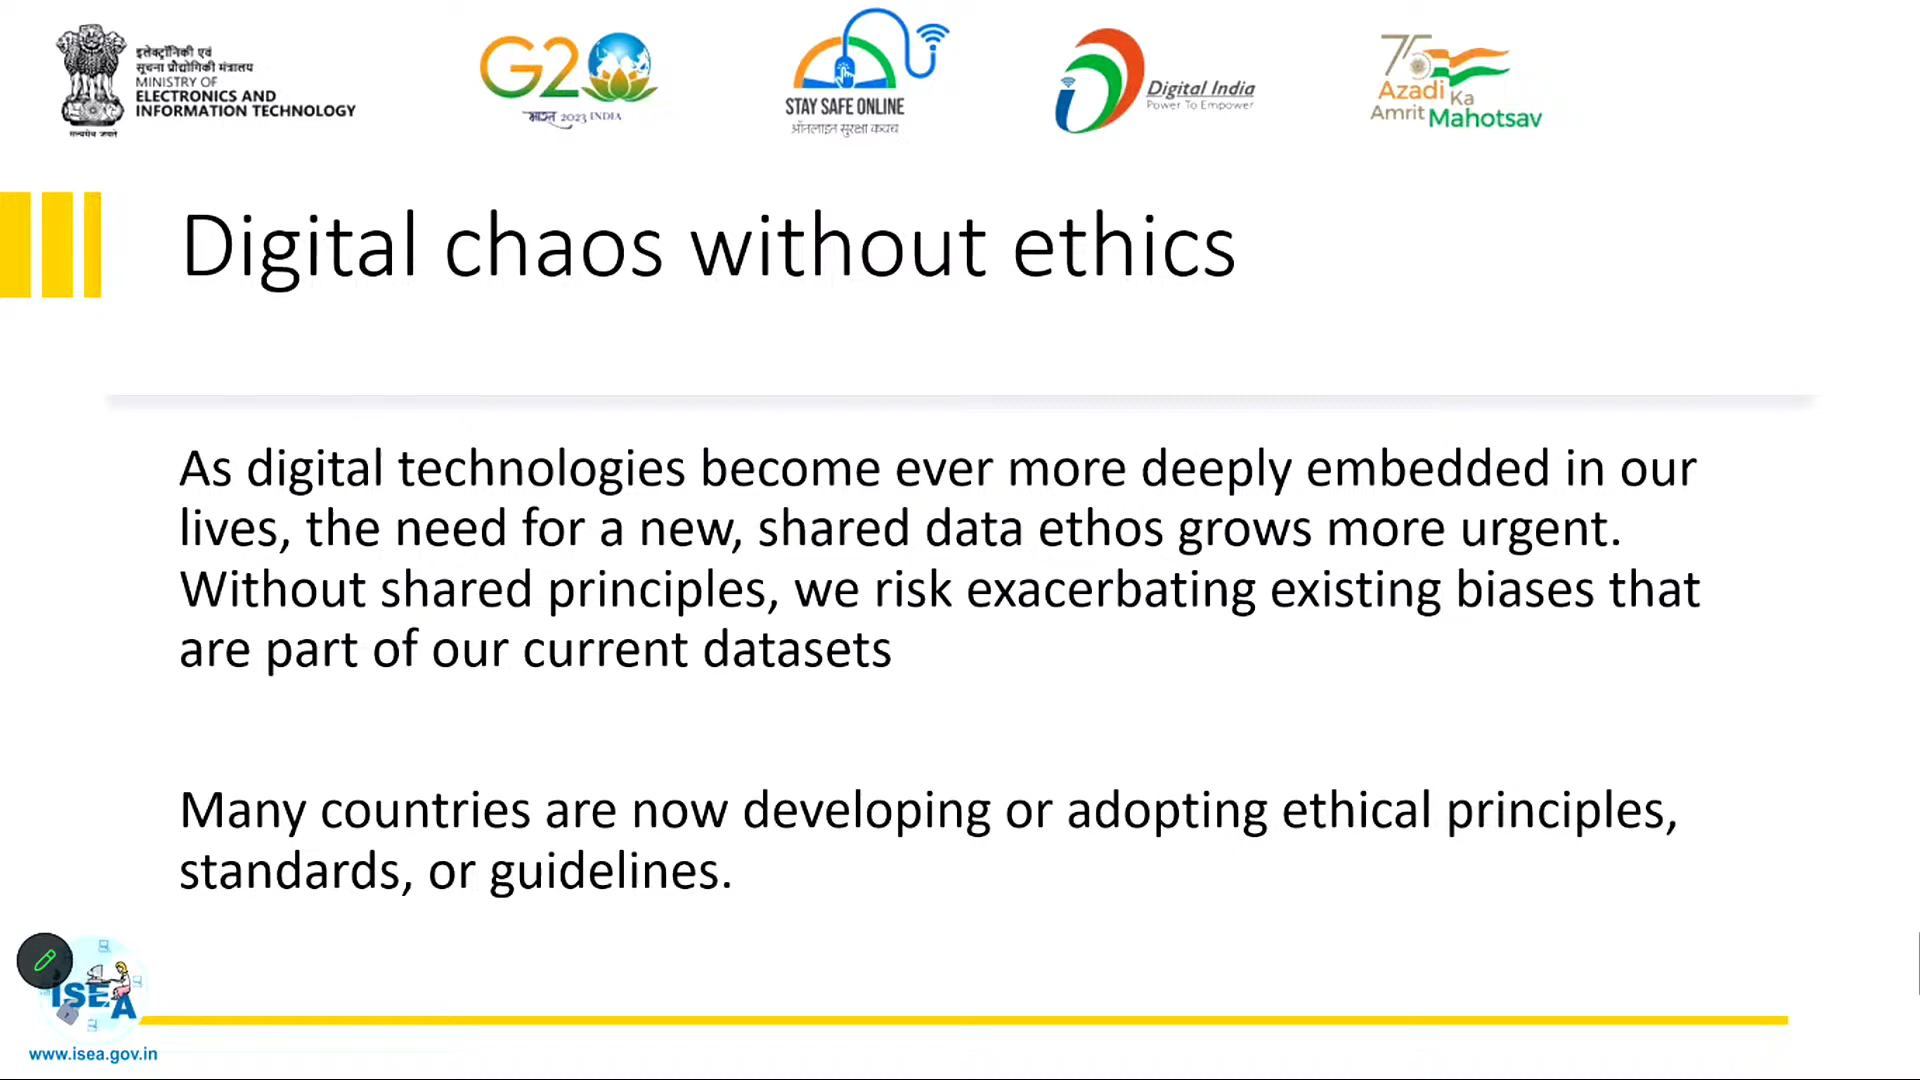 इलेक्ट्रॉनिकी एवं
सूचना प्रौद्योगिकी मंत्रालय
MINISTRY OF
ELECTRONICS AND
INFORMATION TECHNOLOGY
सत्यमेव जयते
G20
भारत 2023 INDIA
STAY SAFE ONLINE
ऑनलाइन सुरक्षा कवच
Digital India
Power To Empower
75
Azadi Ka
Amrit Mahotsav
Digital chaos without ethics
As digital technologies become ever more deeply embedded in our
lives, the need for a new, shared data ethos grows more urgent.
Without shared principles, we risk exacerbating existing biases that
are part of our current datasets
Many countries are now developing or adopting ethical principles,
standards, or guidelines.
ISEA
www.isea.gov.in